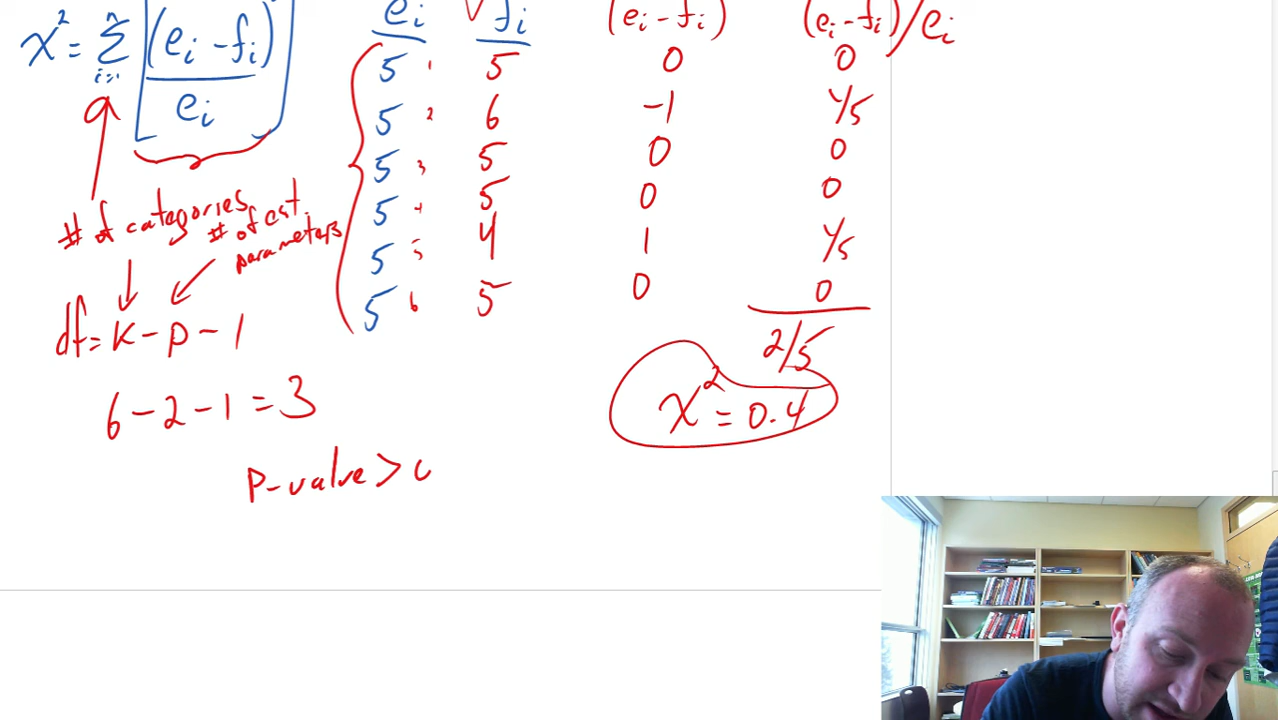 χ² = Σ (ei - fi)² / ei
n
i=1
ei fi (ei - fi) (ei - fi)/ei
5 1 5 0 0
5 2 6 -1 1/5
5 3 5 0 0
5 4 5 0 0
5 5 4 1 1/5
5 6 5 0 0
2/5
χ² = 0.4
# of categories
# of est.
parameters
df = k - p - 1
6 - 2 - 1 = 3
P-value >